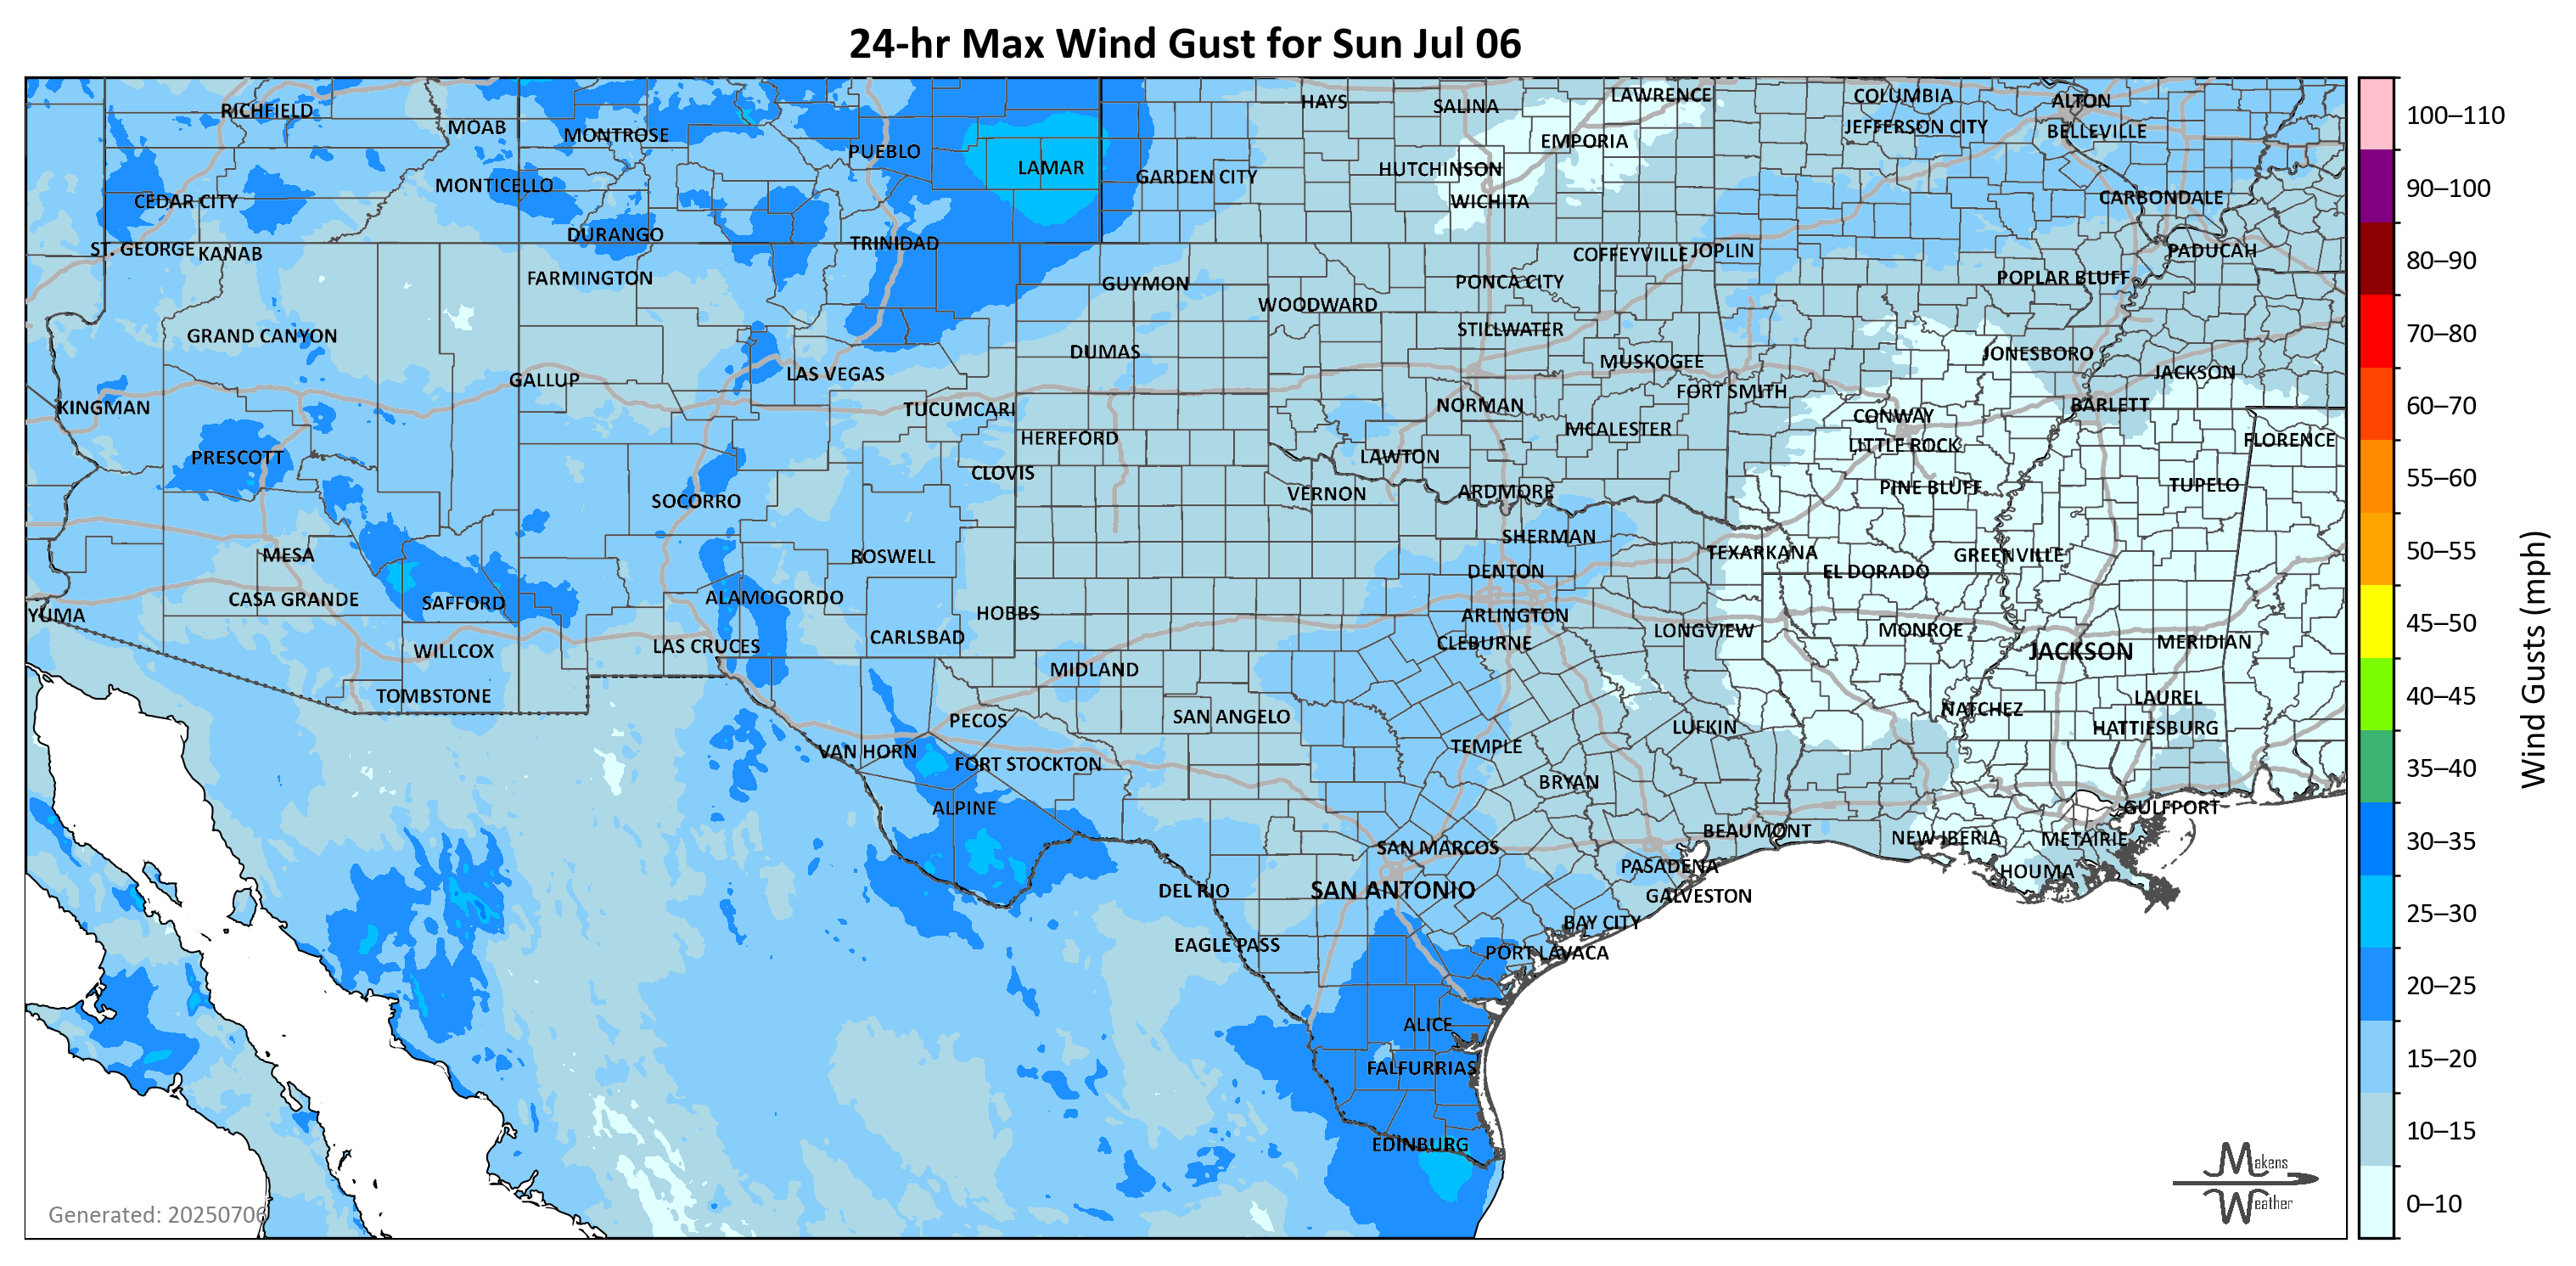 24-hr Max Wind Gust for Sun Jul 06
RICHFIELD
MOAB
MONTROSE
PUEBLO
LAMAR
GARDEN CITY
HAYS
SALINA
LAWRENCE
EMPORIA
HUTCHINSON
WICHITA
COLUMBIA
JEFFERSON CITY
ALTON
BELLEVILLE
CARBONDALE
CEDAR CITY
MONTICELLO
DURANGO
TRINIDAD
ST. GEORGE
KANAB
FARMINGTON
GUYMON
WOODWARD
PONCA CITY
COFFEYVILLE
JOPLIN
POPLAR BLUFF
PADUCAH
GRAND CANYON
DUMAS
STILLWATER
MUSKOGEE
JONESBORO
JACKSON
GALLUP
LAS VEGAS
FORT SMITH
KINGMAN
TUCUMCARI
NORMAN
CONWAY
BARLETT
HEREFORD
MCALESTER
LITTLE ROCK
FLORENCE
PRESCOTT
CLOVIS
LAWTON
SOCORRO
VERNON
ARDMORE
PINE BLUFF
TUPELO
MESA
ROSWELL
SHERMAN
TEXARKANA
GREENVILLE
DENTON
EL DORADO
CASA GRANDE
SAFFORD
ALAMOGORDO
HOBBS
ARLINGTON
YUMA
CARLSBAD
CLEBURNE
LONGVIEW
MONROE
JACKSON
MERIDIAN
WILLCOX
LAS CRUCES
MIDLAND
TOMBSTONE
PECOS
SAN ANGELO
LUFKIN
NATCHEZ
LAUREL
HATTIESBURG
VAN HORN
FORT STOCKTON
TEMPLE
BRYAN
ALPINE
BEAUMONT
NEW IBERIA
METAIRIE
GULFPORT
SAN MARCOS
PASADENA
HOUMA
DEL RIO
SAN ANTONIO
GALVESTON
BAY CITY
EAGLE PASS
PORT LAVACA
ALICE
FALFURRIAS
EDINBURG
Generated: 20250706
Makens
Weather
100–110
90–100
80–90
70–80
60–70
55–60
50–55
45–50
40–45
35–40
30–35
25–30
20–25
15–20
10–15
0–10
Wind Gusts (mph)